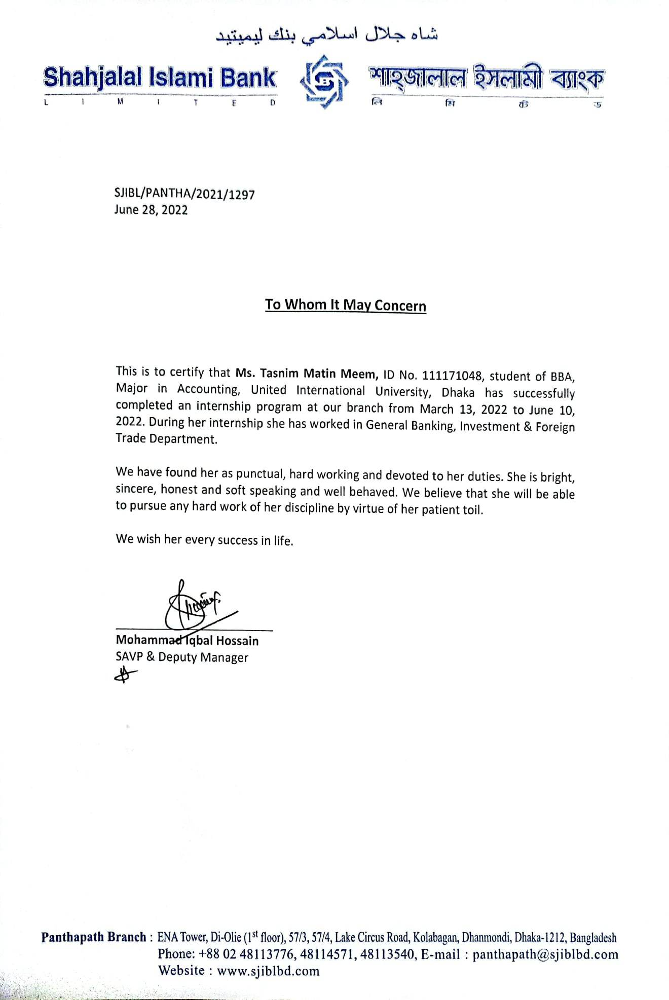 شاه جلال اسلامي بنك ليميتيد
Shahjalal Islami Bank
LIMITED
শাহ্জালাল ইসলামী ব্যাংক
লিমিটেড
SJIBL/PANTHA/2021/1297
June 28, 2022
To Whom It May Concern
This is to certify that Ms. Tasnim Matin Meem, ID No. 111171048, student of BBA,
Major in Accounting, United International University, Dhaka has successfully
completed an internship program at our branch from March 13, 2022 to June 10,
2022. During her internship she has worked in General Banking, Investment & Foreign
Trade Department.
We have found her as punctual, hard working and devoted to her duties. She is bright,
sincere, honest and soft speaking and well behaved. We believe that she will be able
to pursue any hard work of her discipline by virtue of her patient toil.
We wish her every success in life.
Mohammad Iqbal Hossain
SAVP & Deputy Manager
Panthapath Branch : ENA Tower, Di-Olie (1st floor), 57/3, 57/4, Lake Circus Road, Kolabagan, Dhanmondi, Dhaka-1212, Bangladesh
Phone: +88 02 48113776, 48114571, 48113540, E-mail : panthapath@sjiblbd.com
Website : www.sjiblbd.com